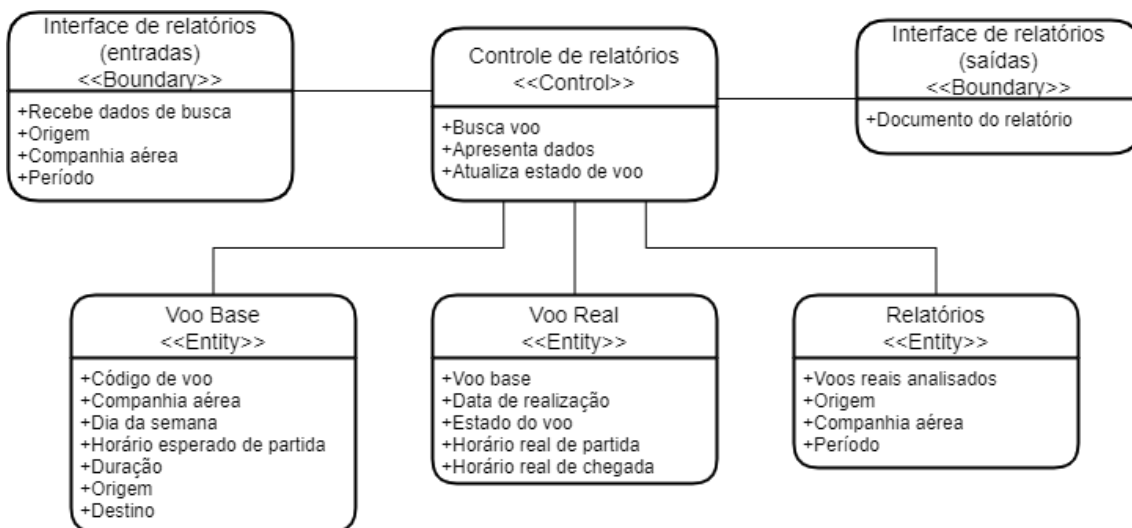 Interface de relatórios
(entradas)
<<Boundary>>
+Recebe dados de busca
+Origem
+Companhia aérea
+Período
Controle de relatórios
<<Control>>
+Busca voo
+Apresenta dados
+Atualiza estado de voo
Interface de relatórios
(saídas)
<<Boundary>>
+Documento do relatório
Voo Base
<<Entity>>
+Código de voo
+Companhia aérea
+Dia da semana
+Horário esperado de partida
+Duração
+Origem
+Destino
Voo Real
<<Entity>>
+Voo base
+Data de realização
+Estado do voo
+Horário real de partida
+Horário real de chegada
Relatórios
<<Entity>>
+Voos reais analisados
+Origem
+Companhia aérea
+Período